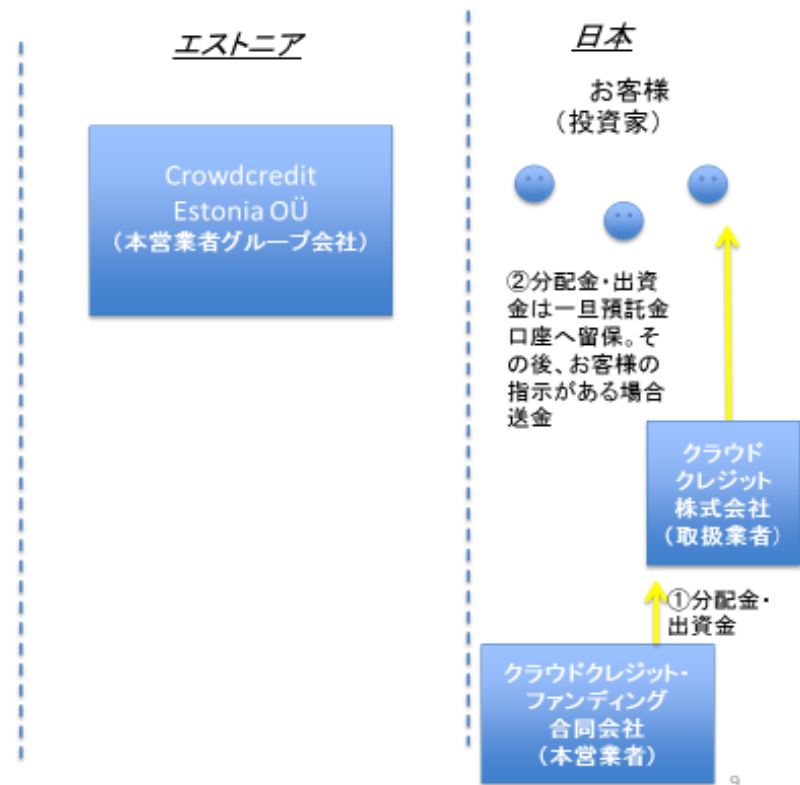 エストニア
日本
お客様
（投資家）
Crowdcredit
Estonia OÜ
（本営業者グループ会社）
②分配金・出資
金は一旦預託金
口座へ留保。そ
の後、お客様の
指示がある場合
送金
クラウド
クレジット
株式会社
（取扱業者）
①分配金・
出資金
クラウドクレジット・
ファンディング
合同会社
（本営業者）
9